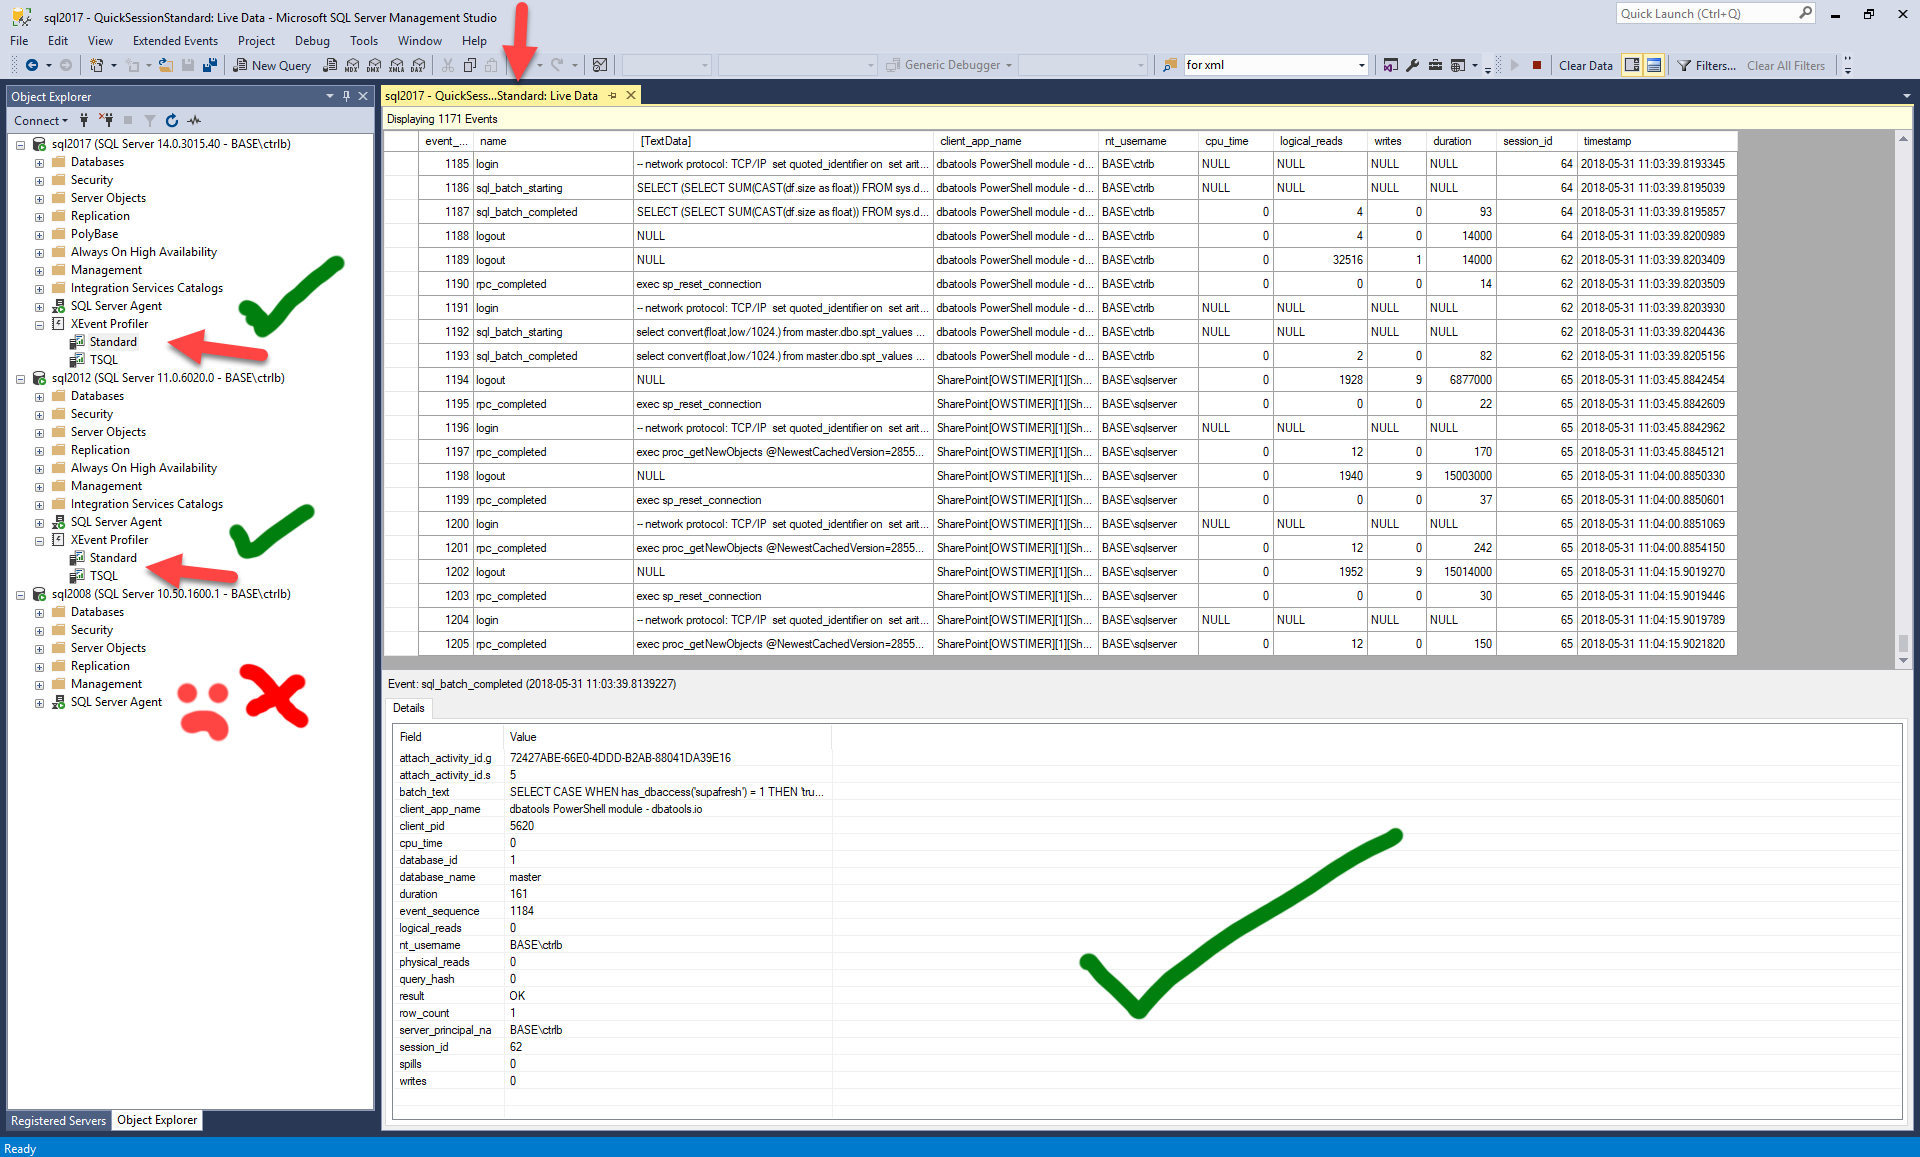 sql2017 - QuickSessionStandard: Live Data - Microsoft SQL Server Management Studio
Quick Launch (Ctrl+Q)
File Edit View Extended Events Project Debug Tools Window Help
New Query MDX DMX XMLA DAX Generic Debugger for xml Clear Data Filters... Clear All Filters
Object Explorer
Connect
sql2017 (SQL Server 14.0.3015.40 - BASE\ctrlb)
Databases
Security
Server Objects
Replication
PolyBase
Always On High Availability
Management
Integration Services Catalogs
SQL Server Agent
XEvent Profiler
Standard
TSQL
sql2012 (SQL Server 11.0.6020.0 - BASE\ctrlb)
Databases
Security
Server Objects
Replication
Always On High Availability
Management
Integration Services Catalogs
SQL Server Agent
XEvent Profiler
Standard
TSQL
sql2008 (SQL Server 10.50.1600.1 - BASE\ctrlb)
Databases
Security
Server Objects
Replication
Management
SQL Server Agent
Registered Servers Object Explorer
sql2017 - QuickSess...Standard: Live Data
Displaying 1171 Events
event_... name [TextData] client_app_name nt_username cpu_time logical_reads writes duration session_id timestamp
1185 login -- network protocol: TCP/IP set quoted_identifier on set arit... dbatools PowerShell module - d... BASE\ctrlb NULL NULL NULL NULL 64 2018-05-31 11:03:39.8193345
1186 sql_batch_starting SELECT (SELECT SUM(CAST(df.size as float)) FROM sys.d... dbatools PowerShell module - d... BASE\ctrlb NULL NULL NULL NULL 64 2018-05-31 11:03:39.8195039
1187 sql_batch_completed SELECT (SELECT SUM(CAST(df.size as float)) FROM sys.d... dbatools PowerShell module - d... BASE\ctrlb 0 4 0 93 64 2018-05-31 11:03:39.8195857
1188 logout NULL dbatools PowerShell module - d... BASE\ctrlb 0 4 0 14000 64 2018-05-31 11:03:39.8200989
1189 logout NULL dbatools PowerShell module - d... BASE\ctrlb 0 32516 1 14000 62 2018-05-31 11:03:39.8203409
1190 rpc_completed exec sp_reset_connection dbatools PowerShell module - d... BASE\ctrlb 0 0 0 14 62 2018-05-31 11:03:39.8203509
1191 login -- network protocol: TCP/IP set quoted_identifier on set arit... dbatools PowerShell module - d... BASE\ctrlb NULL NULL NULL NULL 62 2018-05-31 11:03:39.8203930
1192 sql_batch_starting select convert(float,low/1024.) from master.dbo.spt_values dbatools PowerShell module - d... BASE\ctrlb NULL NULL NULL NULL 62 2018-05-31 11:03:39.8204436
1193 sql_batch_completed select convert(float,low/1024.) from master.dbo.spt_values dbatools PowerShell module - d... BASE\ctrlb 0 2 0 82 62 2018-05-31 11:03:39.8205156
1194 logout NULL SharePoint[OWSTIMER][1][Sh... BASE\sqlserver 0 1928 9 6877000 65 2018-05-31 11:03:45.8842454
1195 rpc_completed exec sp_reset_connection SharePoint[OWSTIMER][1][Sh... BASE\sqlserver 0 0 0 22 65 2018-05-31 11:03:45.8842609
1196 login -- network protocol: TCP/IP set quoted_identifier on set arit... SharePoint[OWSTIMER][1][Sh... BASE\sqlserver NULL NULL NULL NULL 65 2018-05-31 11:03:45.8842962
1197 rpc_completed exec proc_getNewObjects @NewestCachedVersion=2855... SharePoint[OWSTIMER][1][Sh... BASE\sqlserver 0 12 0 170 65 2018-05-31 11:03:45.8845121
1198 logout NULL SharePoint[OWSTIMER][1][Sh... BASE\sqlserver 0 1940 9 15003000 65 2018-05-31 11:04:00.8850330
1199 rpc_completed exec sp_reset_connection SharePoint[OWSTIMER][1][Sh... BASE\sqlserver 0 0 0 37 65 2018-05-31 11:04:00.8850601
1200 login -- network protocol: TCP/IP set quoted_identifier on set arit... SharePoint[OWSTIMER][1][Sh... BASE\sqlserver NULL NULL NULL NULL 65 2018-05-31 11:04:00.8851069
1201 rpc_completed exec proc_getNewObjects @NewestCachedVersion=2855... SharePoint[OWSTIMER][1][Sh... BASE\sqlserver 0 12 0 242 65 2018-05-31 11:04:00.8854150
1202 logout NULL SharePoint[OWSTIMER][1][Sh... BASE\sqlserver 0 1952 9 15014000 65 2018-05-31 11:04:15.9019270
1203 rpc_completed exec sp_reset_connection SharePoint[OWSTIMER][1][Sh... BASE\sqlserver 0 0 0 30 65 2018-05-31 11:04:15.9019446
1204 login -- network protocol: TCP/IP set quoted_identifier on set arit... SharePoint[OWSTIMER][1][Sh... BASE\sqlserver NULL NULL NULL NULL 65 2018-05-31 11:04:15.9019789
1205 rpc_completed exec proc_getNewObjects @NewestCachedVersion=2855... SharePoint[OWSTIMER][1][Sh... BASE\sqlserver 0 12 0 150 65 2018-05-31 11:04:15.9021820
Event: sql_batch_completed (2018-05-31 11:03:39.8139227)
Details
Field Value
attach_activity_id.g 72427ABE-66E0-4DDD-B2AB-88041DA39E16
attach_activity_id.s 5
batch_text SELECT CASE WHEN has_dbaccess('supafresh') = 1 THEN 'tru...
client_app_name dbatools PowerShell module - dbatools.io
client_pid 5620
cpu_time 0
database_id 1
database_name master
duration 161
event_sequence 1184
logical_reads 0
nt_username BASE\ctrlb
physical_reads 0
query_hash 0
result OK
row_count 1
server_principal_na BASE\ctrlb
session_id 62
spills 0
writes 0
Ready